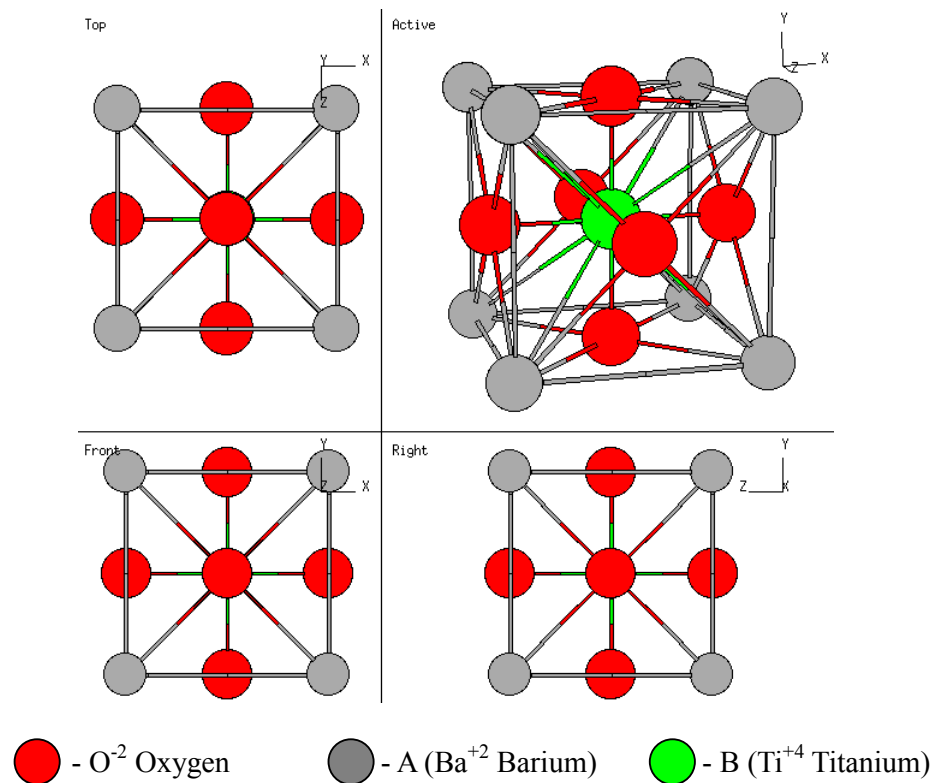 Top
Y X
Z
Active
Y
Z X
Front
Y
Z X
Right
Y
Z X
- O⁻² Oxygen
- A (Ba⁺² Barium)
- B (Ti⁺⁴ Titanium)